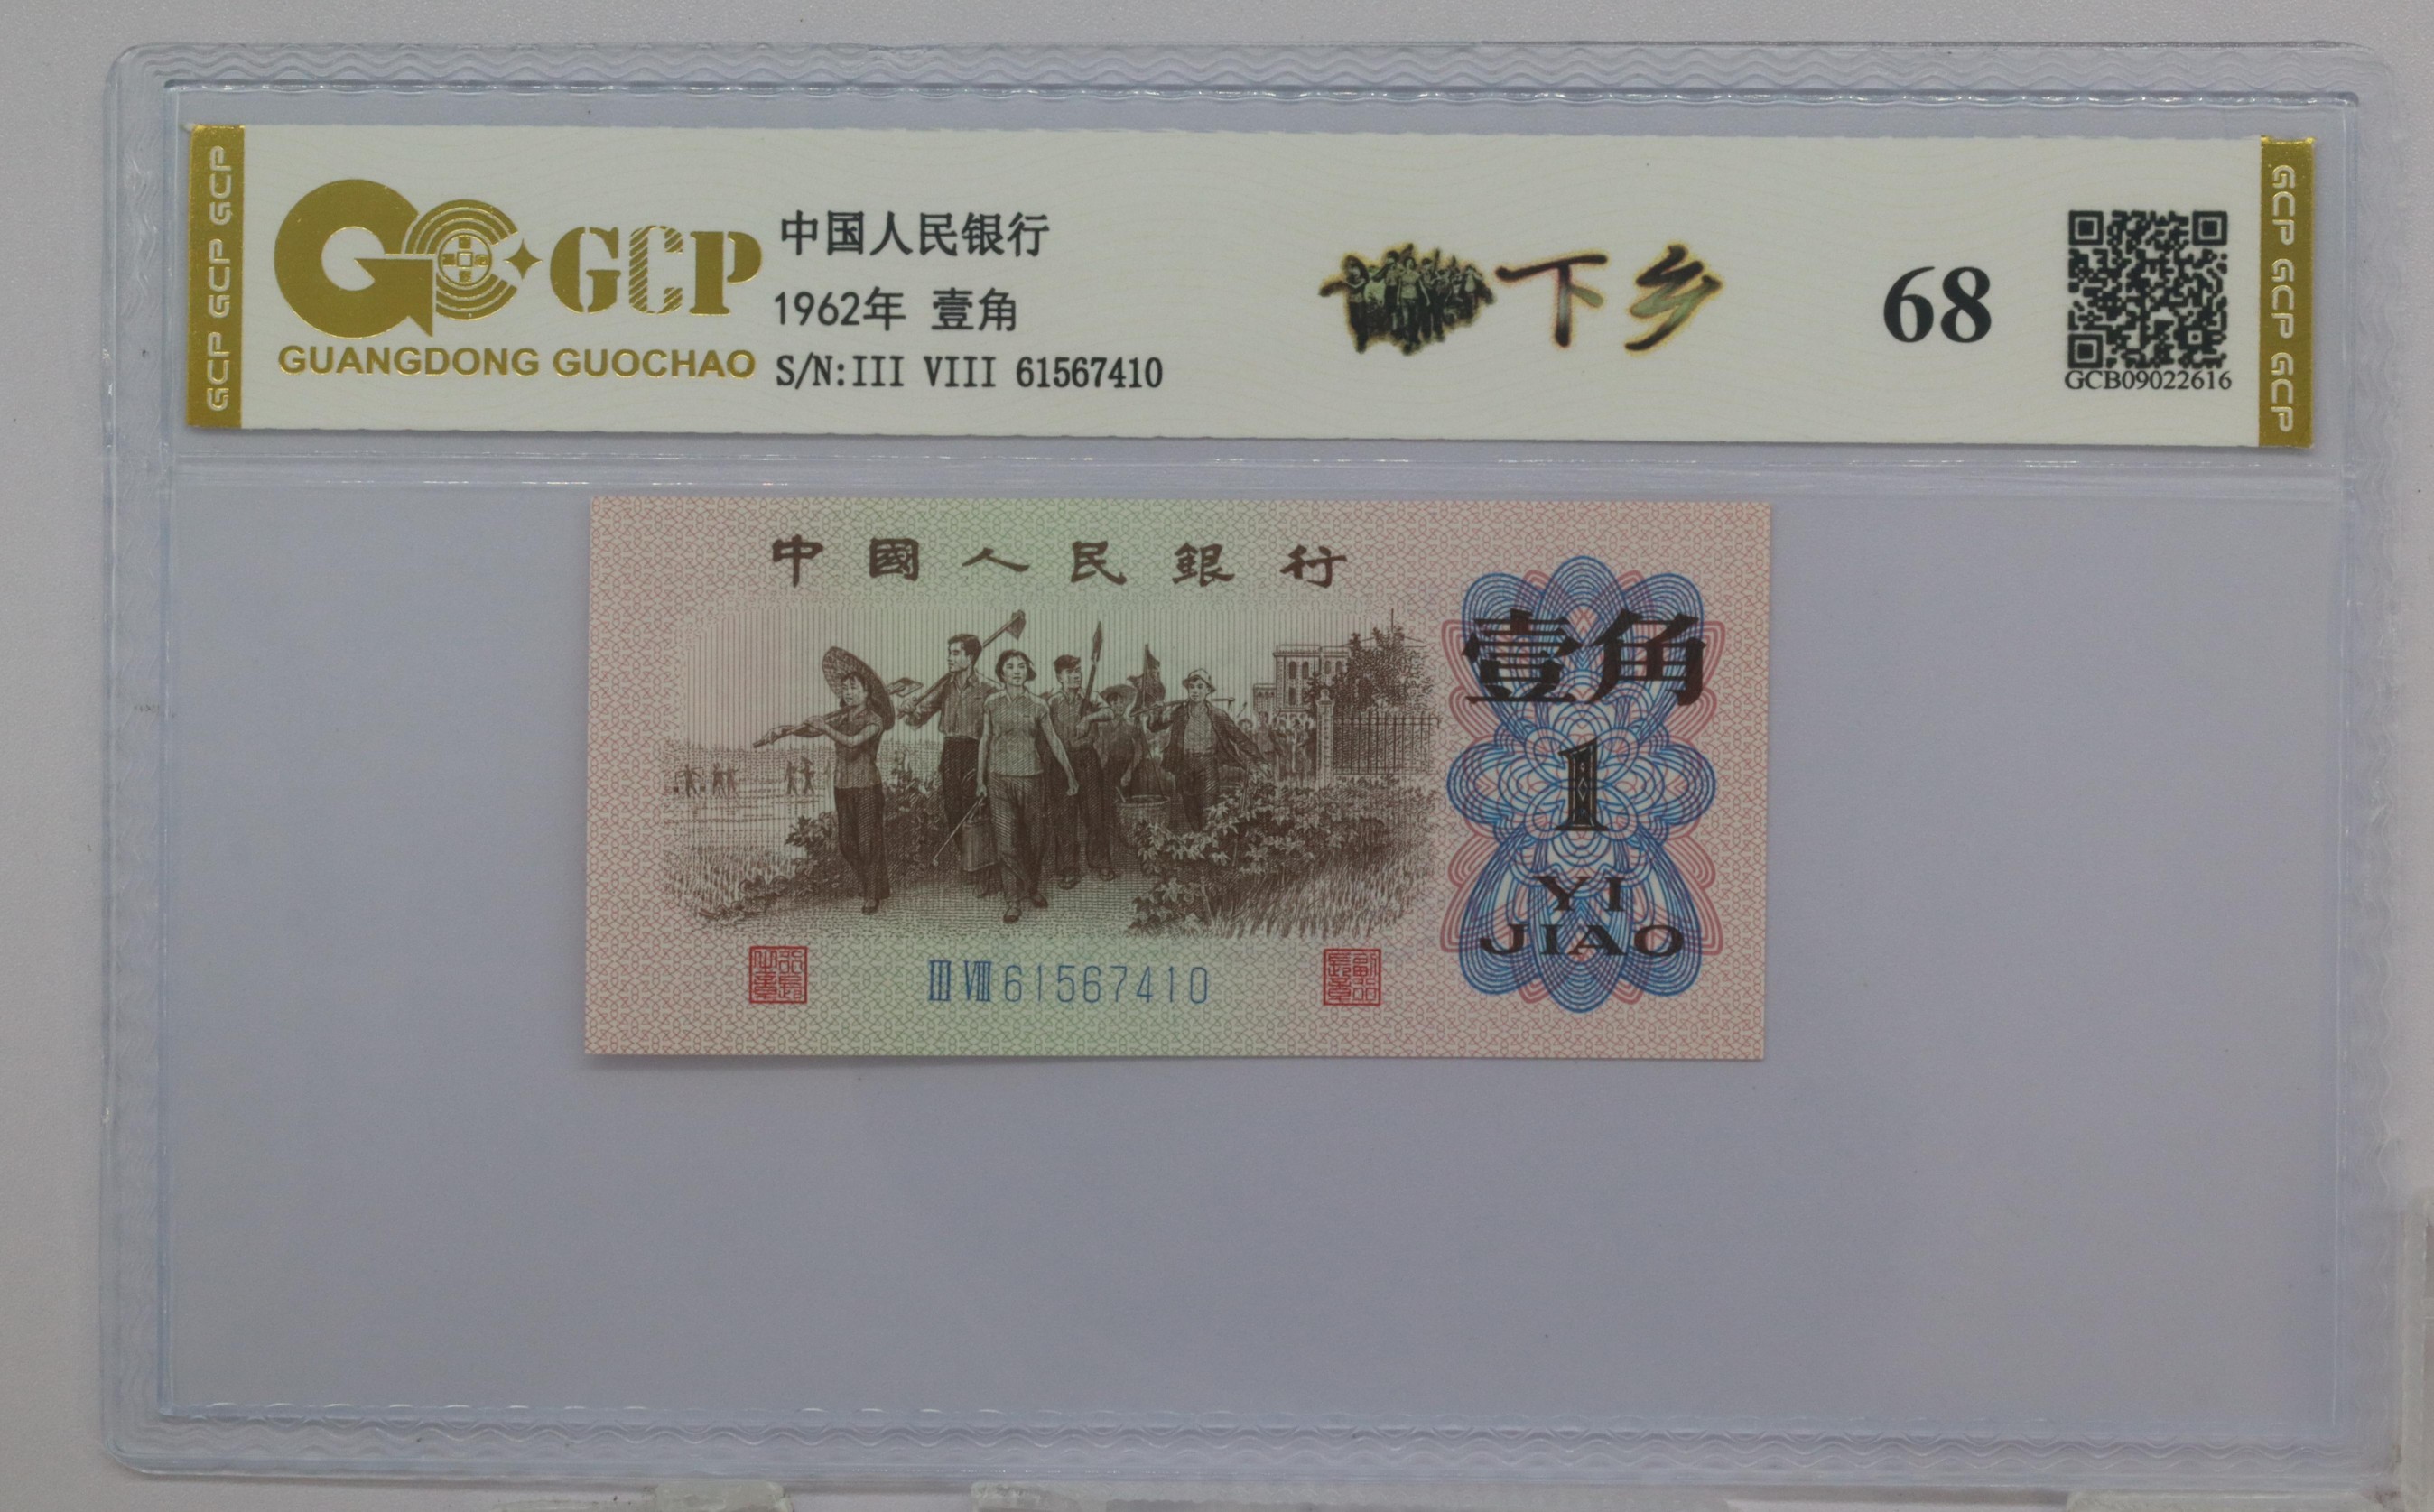 GCP GCP GCP
GCP
GUANGDONG GUOCHAO
中国人民银行
1962年 壹角
S/N:III VIII 61567410
下乡
68
GCB09022616
GCP GCP GCP
中國人民銀行
壹角
1
YI
JIAO
III VIII 61567410